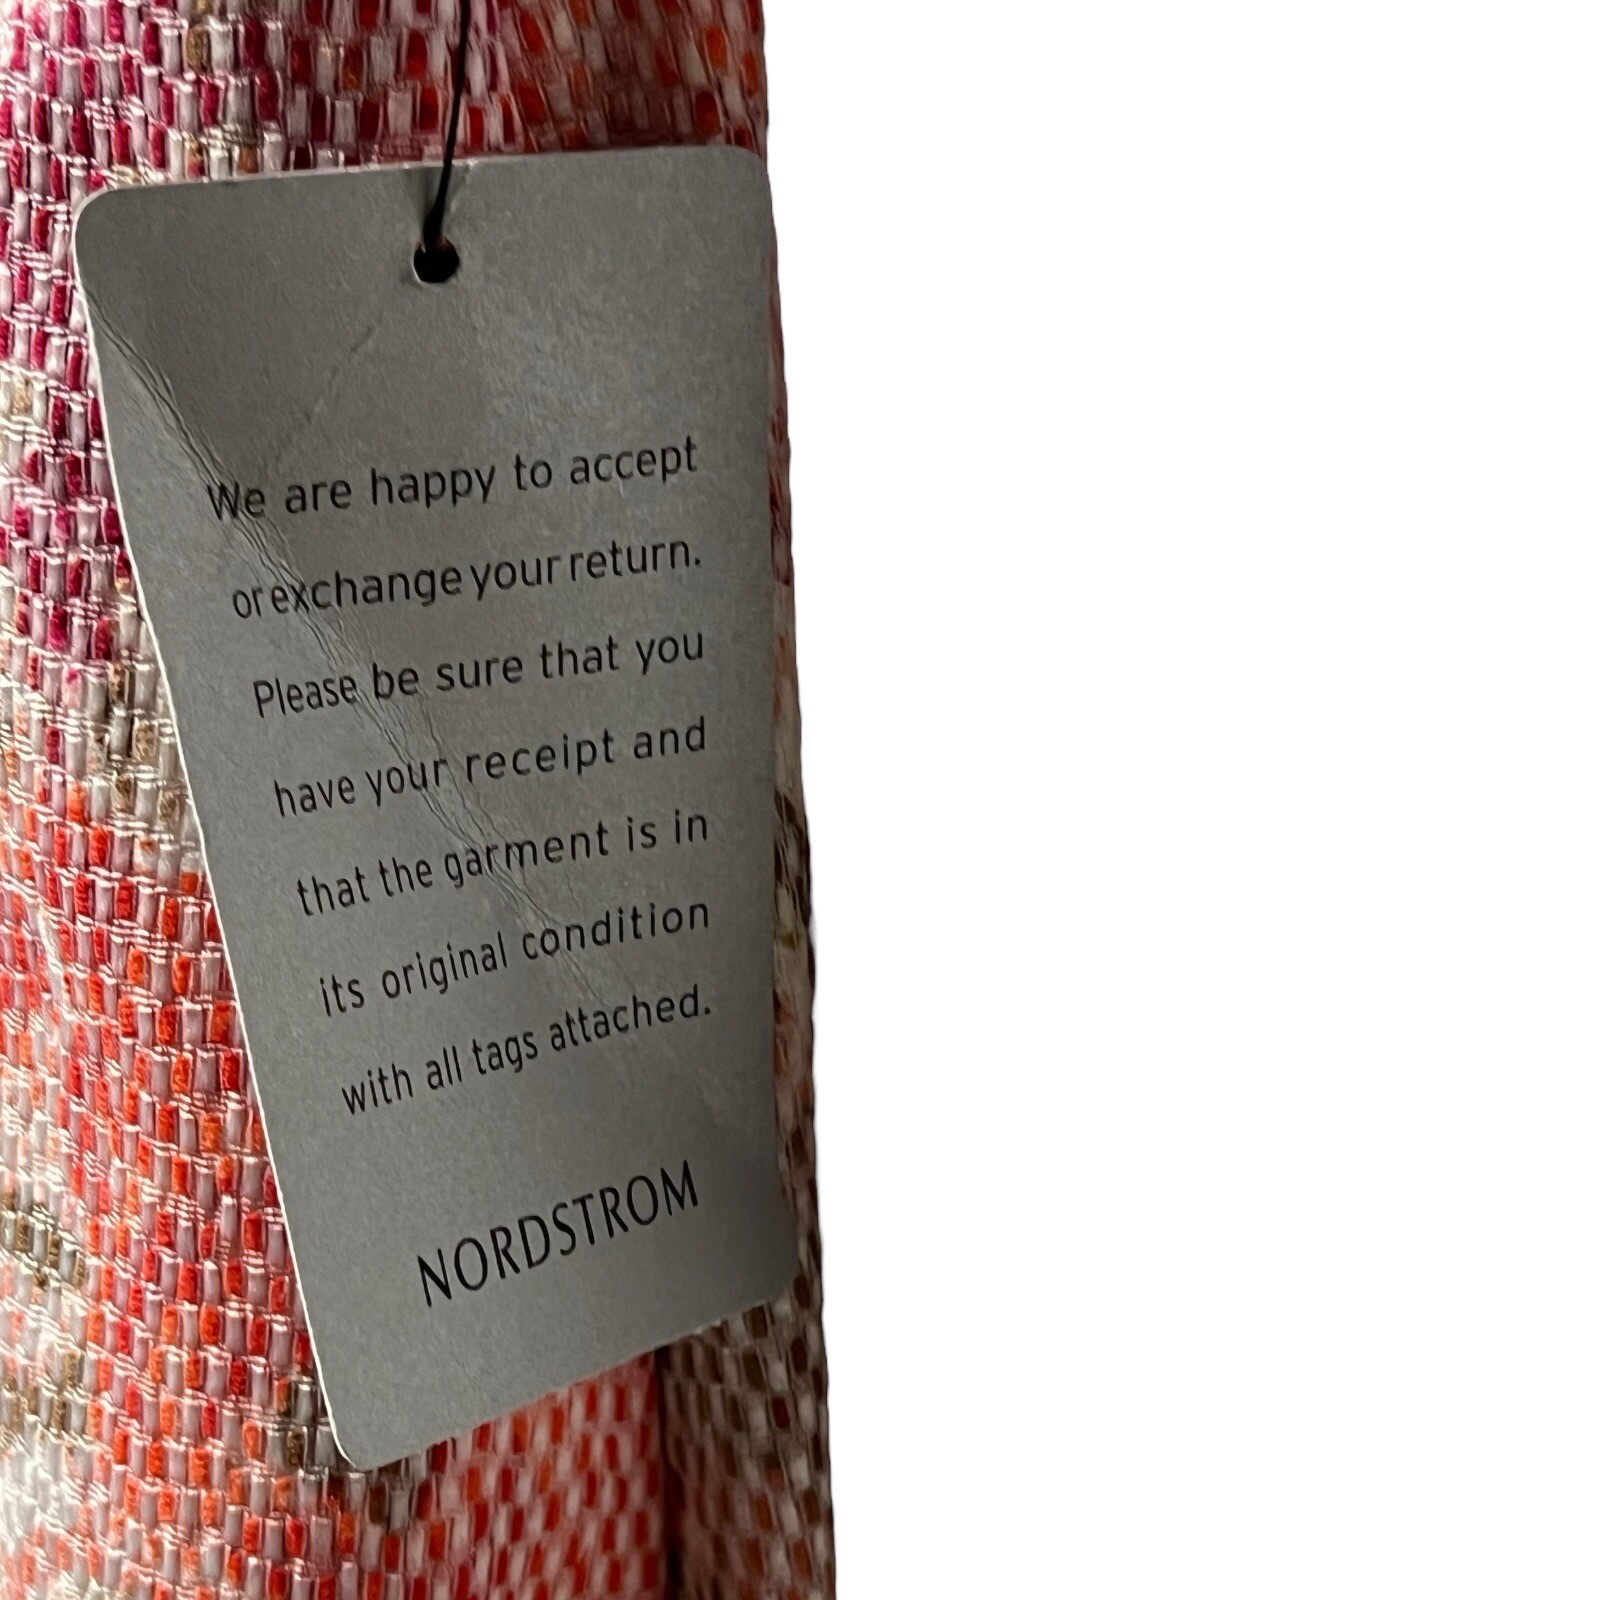 We are happy to accept
or exchange your return.
Please be sure that you
have your receipt and
that the garment is in
its original condition
with all tags attached.
NORDSTROM